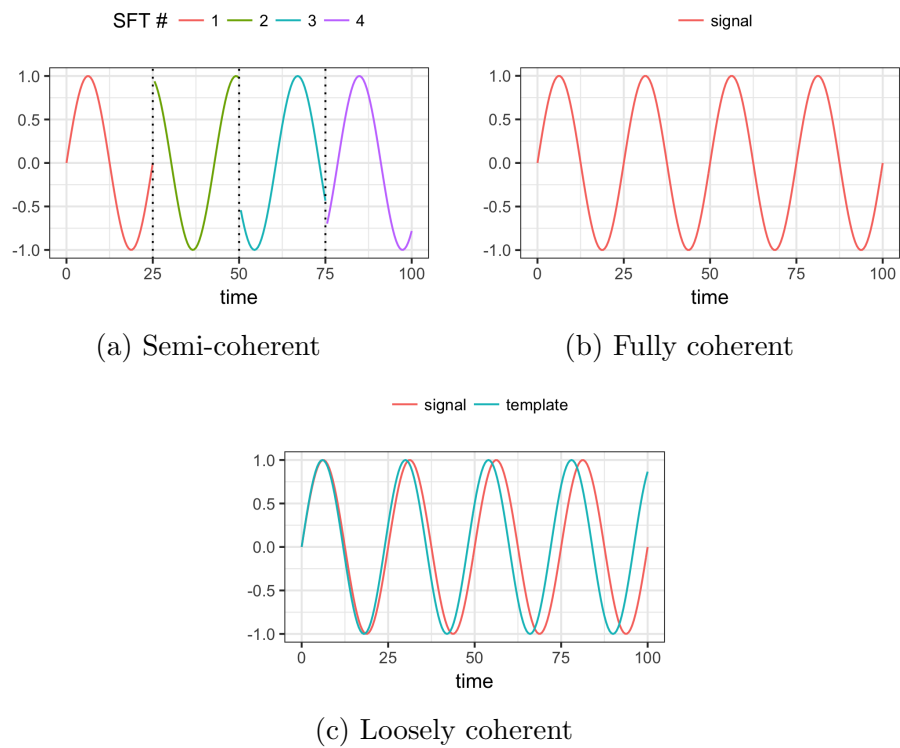 SFT # 1 2 3 4
1.0
0.5
0.0
-0.5
-1.0
0 25 50 75 100
time
(a) Semi-coherent
signal
1.0
0.5
0.0
-0.5
-1.0
0 25 50 75 100
time
(b) Fully coherent
signal template
1.0
0.5
0.0
-0.5
-1.0
0 25 50 75 100
time
(c) Loosely coherent